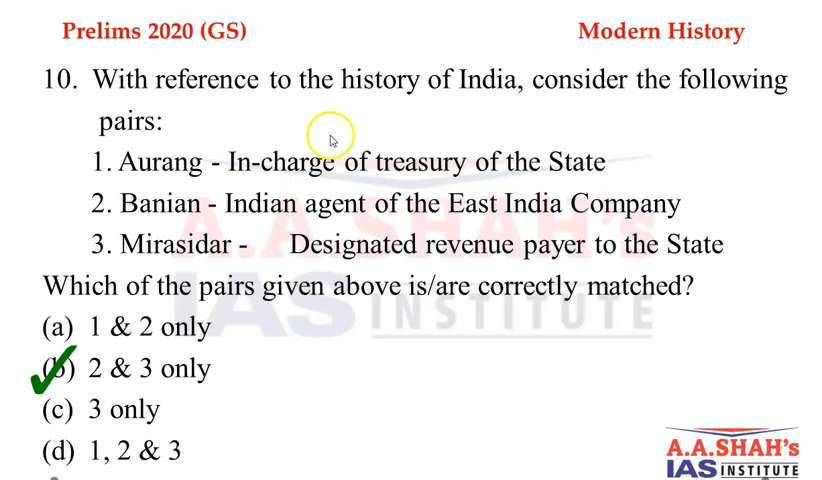 Prelims 2020 (GS) Modern History
10. With reference to the history of India, consider the following
pairs:
1. Aurang - In-charge of treasury of the State
2. Banian - Indian agent of the East India Company
3. Mirasidar - Designated revenue payer to the State
Which of the pairs given above is/are correctly matched?
(a) 1 & 2 only
(b) 2 & 3 only
(c) 3 only
(d) 1, 2 & 3
A.A.SHAH's
IAS INSTITUTE
A.A.SHAH's
IAS INSTITUTE